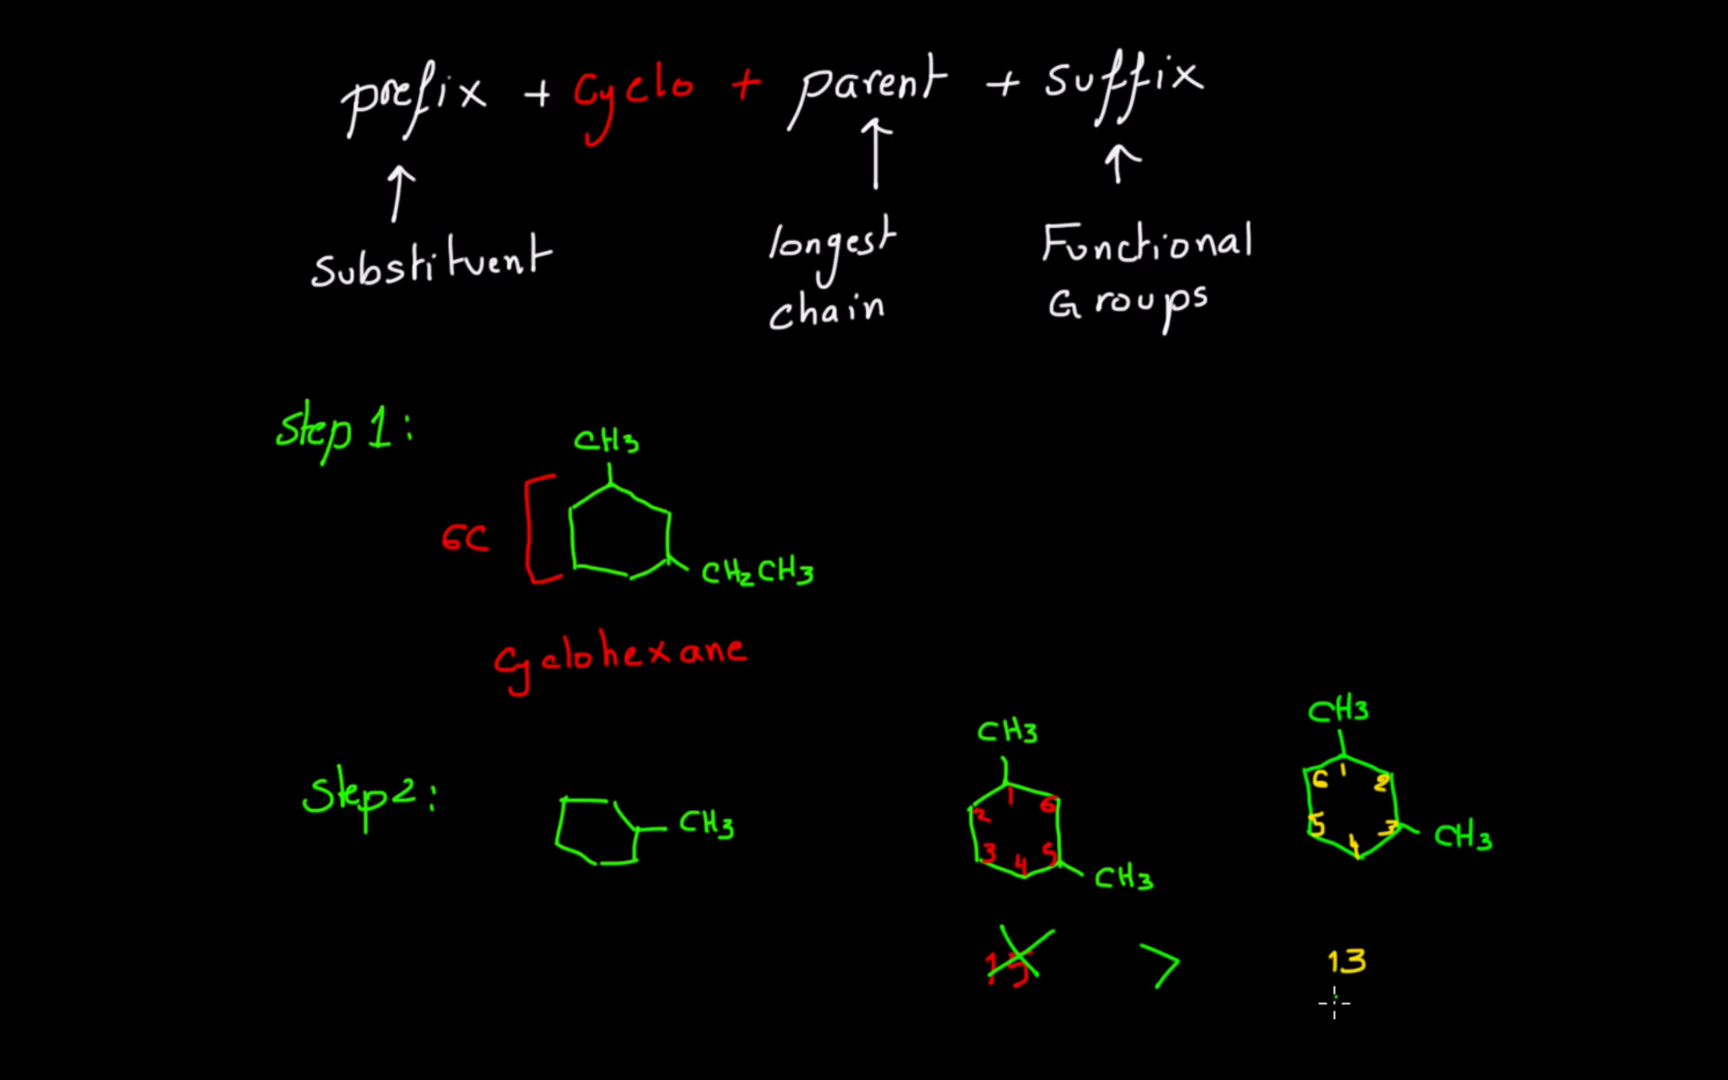 prefix + cyclo + parent + suffix
substituent
longest
chain
Functional
Groups
Step 1:
CH3
6C
CH2CH3
Cyclohexane
Step 2:
CH3
CH3
1
2
6
3
4
5
CH3
CH3
1
6
2
5
3
4
CH3
15 > 13